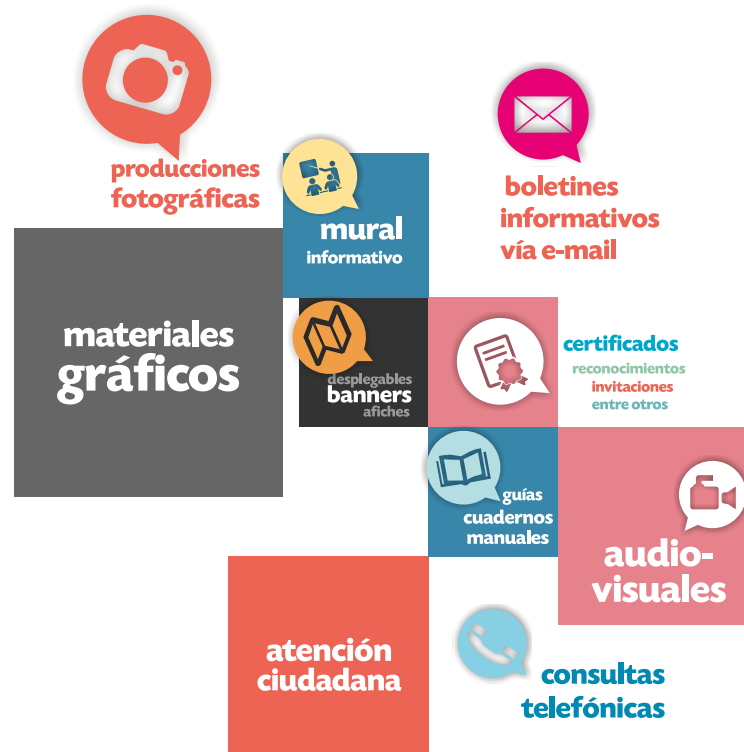 producciones
fotográficas
boletines
informativos
vía e-mail
mural
informativo
materiales
gráficos
desplegables
banners
afiches
certificados
reconocimientos
invitaciones
entre otros
guías
cuadernos
manuales
audio-
visuales
atención
ciudadana
consultas
telefónicas